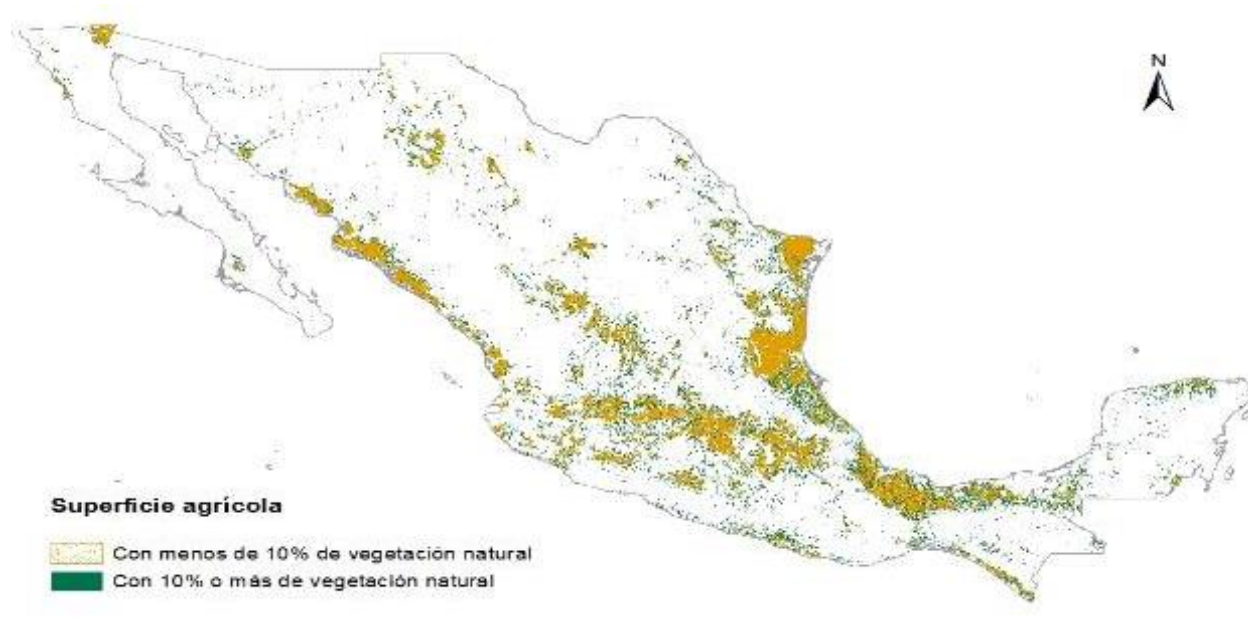 N
Superficie agrícola
Con menos de 10% de vegetación natural
Con 10% o más de vegetación natural